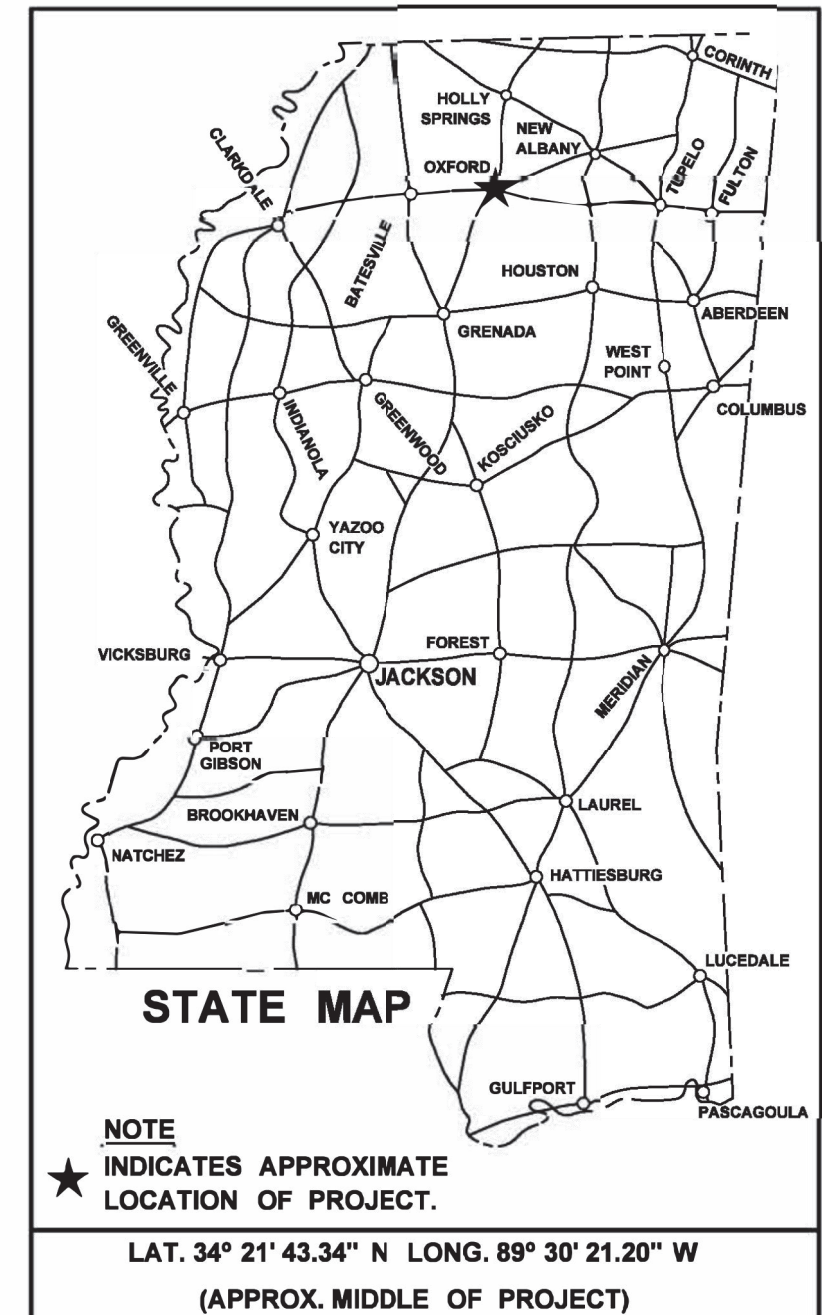 CORINTH
HOLLY
SPRINGS
NEW
ALBANY
CLARKDALE
OXFORD
TUPELO
FULTON
BATESVILLE
HOUSTON
ABERDEEN
GRENADA
GREENVILLE
WEST
POINT
COLUMBUS
INDIANOLA
GREENWOOD
KOSCIUSKO
YAZOO
CITY
VICKSBURG
FOREST
JACKSON
MERIDIAN
PORT
GIBSON
BROOKHAVEN
LAUREL
NATCHEZ
HATTIESBURG
MC COMB
LUCEDALE
STATE MAP
GULFPORT
PASCAGOULA
NOTE
INDICATES APPROXIMATE
LOCATION OF PROJECT.
LAT. 34º 21' 43.34" N LONG. 89º 30' 21.20" W
(APPROX. MIDDLE OF PROJECT)